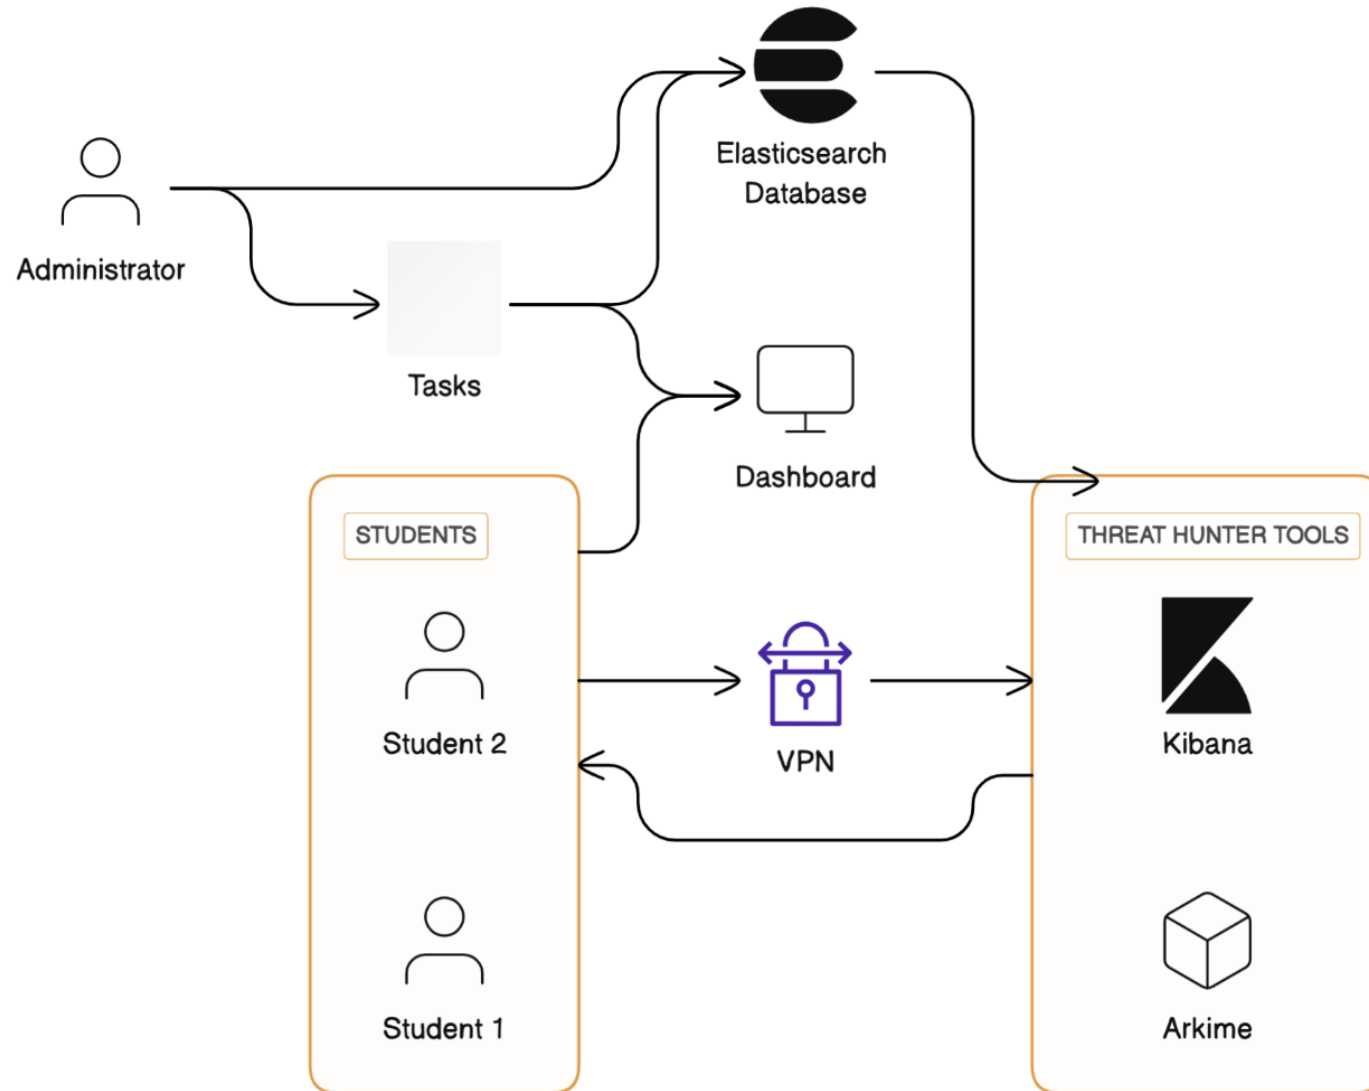 Elasticsearch
Database
Administrator
Tasks
Dashboard
STUDENTS
THREAT HUNTER TOOLS
Student 2
VPN
Kibana
Student 1
Arkime